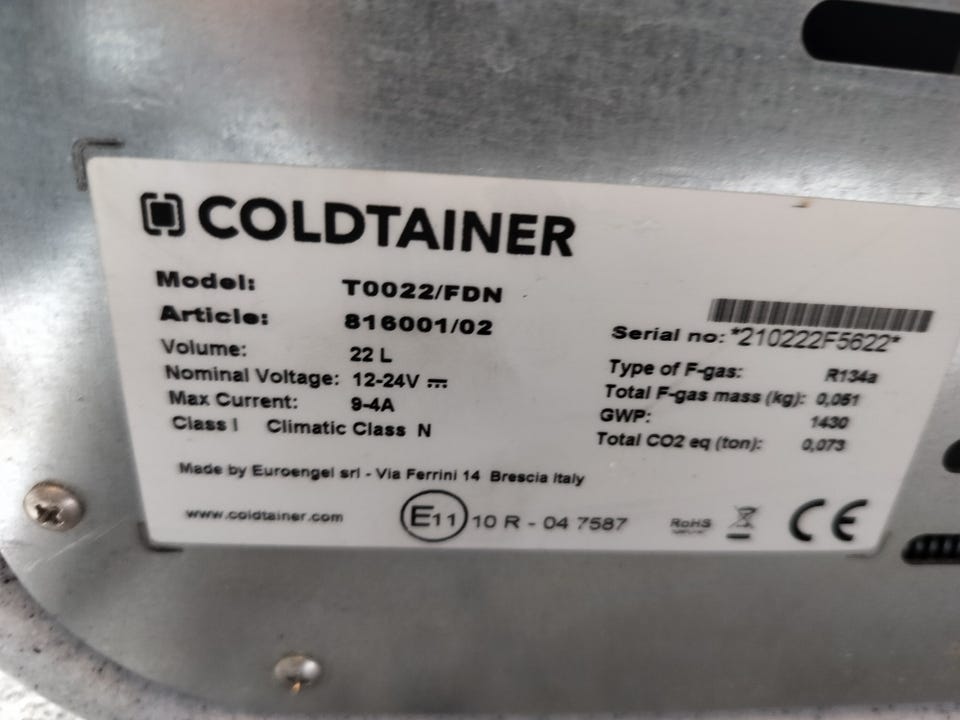 COLDTAINER
Model: T0022/FDN
Article: 816001/02
Volume: 22 L
Nominal Voltage: 12-24V ⎓
Max Current: 9-4A
Class I Climatic Class N
Serial no: *210222F5622*
Type of F-gas: R134a
Total F-gas mass (kg): 0,051
GWP: 1430
Total CO2 eq (ton): 0,073
Made by Euroengel srl - Via Ferrini 14 Brescia Italy
www.coldtainer.com
E11 10 R - 04 7587
RoHS
CE